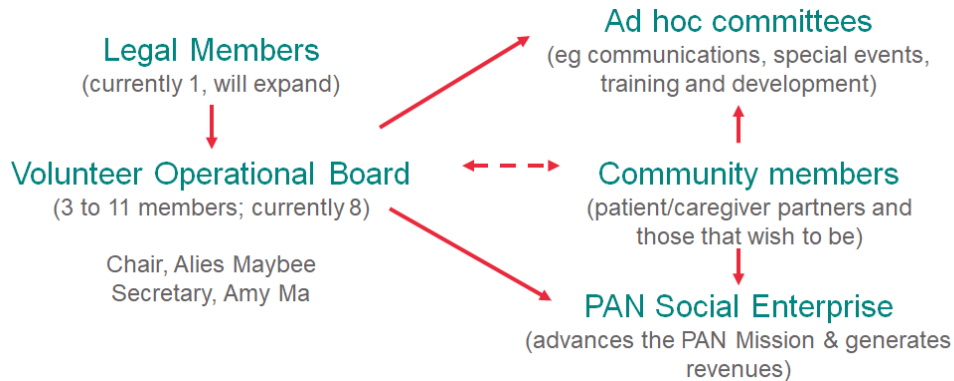 Legal Members
(currently 1, will expand)
Volunteer Operational Board
(3 to 11 members; currently 8)
Chair, Alies Maybee
Secretary, Amy Ma
Ad hoc committees
(eg communications, special events,
training and development)
Community members
(patient/caregiver partners and
those that wish to be)
PAN Social Enterprise
(advances the PAN Mission & generates
revenues)